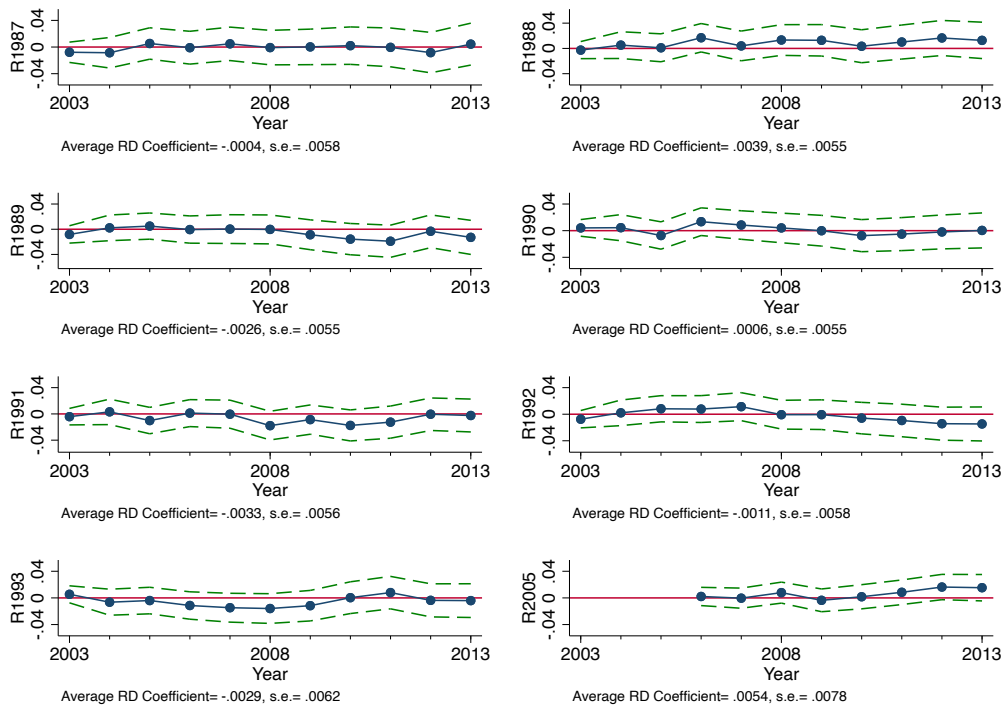 R1987
.04
0
-.04
2003 2008 2013
Year
Average RD Coefficient= -.0004, s.e.= .0058
R1988
.04
0
-.04
2003 2008 2013
Year
Average RD Coefficient= .0039, s.e.= .0055
R1989
.04
0
-.04
2003 2008 2013
Year
Average RD Coefficient= -.0026, s.e.= .0055
R1990
.04
0
-.04
2003 2008 2013
Year
Average RD Coefficient= .0006, s.e.= .0055
R1991
.04
0
-.04
2003 2008 2013
Year
Average RD Coefficient= -.0033, s.e.= .0056
R1992
.04
0
-.04
2003 2008 2013
Year
Average RD Coefficient= -.0011, s.e.= .0058
R1993
.04
0
-.04
2003 2008 2013
Year
Average RD Coefficient= -.0029, s.e.= .0062
R2005
.04
0
-.04
2003 2008 2013
Year
Average RD Coefficient= .0054, s.e.= .0078